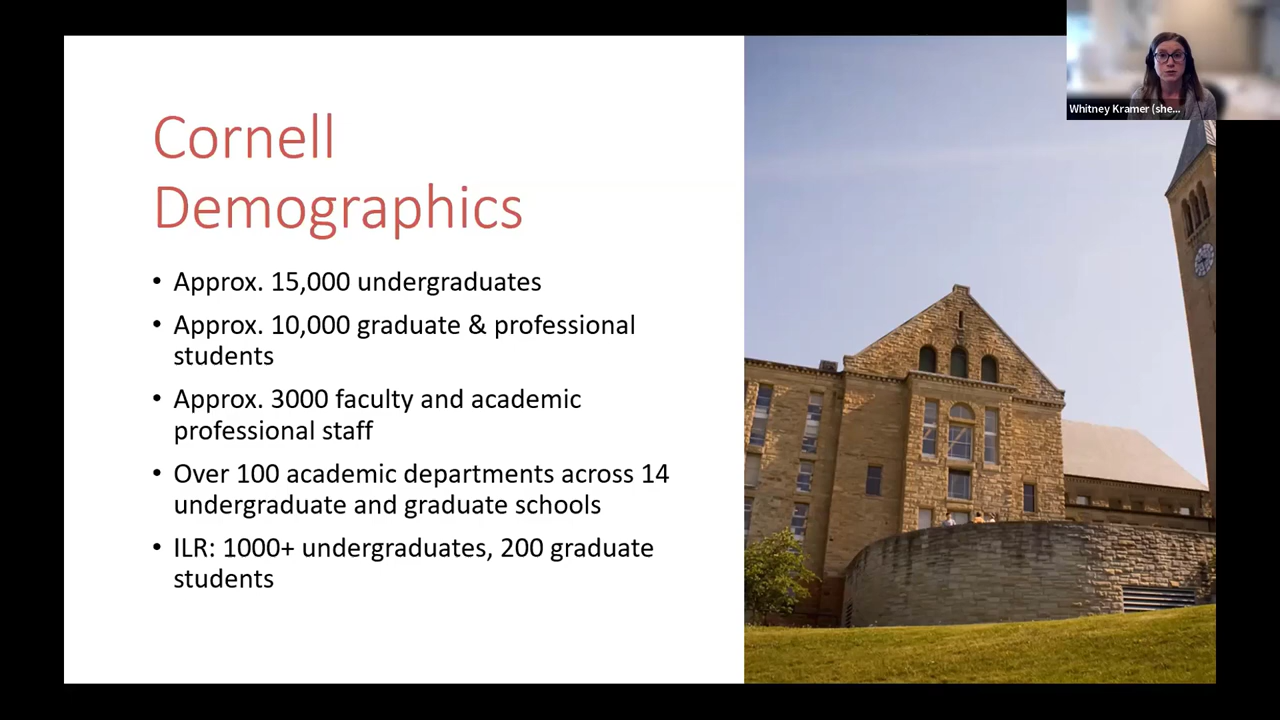 Cornell
Demographics
• Approx. 15,000 undergraduates
• Approx. 10,000 graduate & professional
students
• Approx. 3000 faculty and academic
professional staff
• Over 100 academic departments across 14
undergraduate and graduate schools
• ILR: 1000+ undergraduates, 200 graduate
students
Whitney Kramer (she...